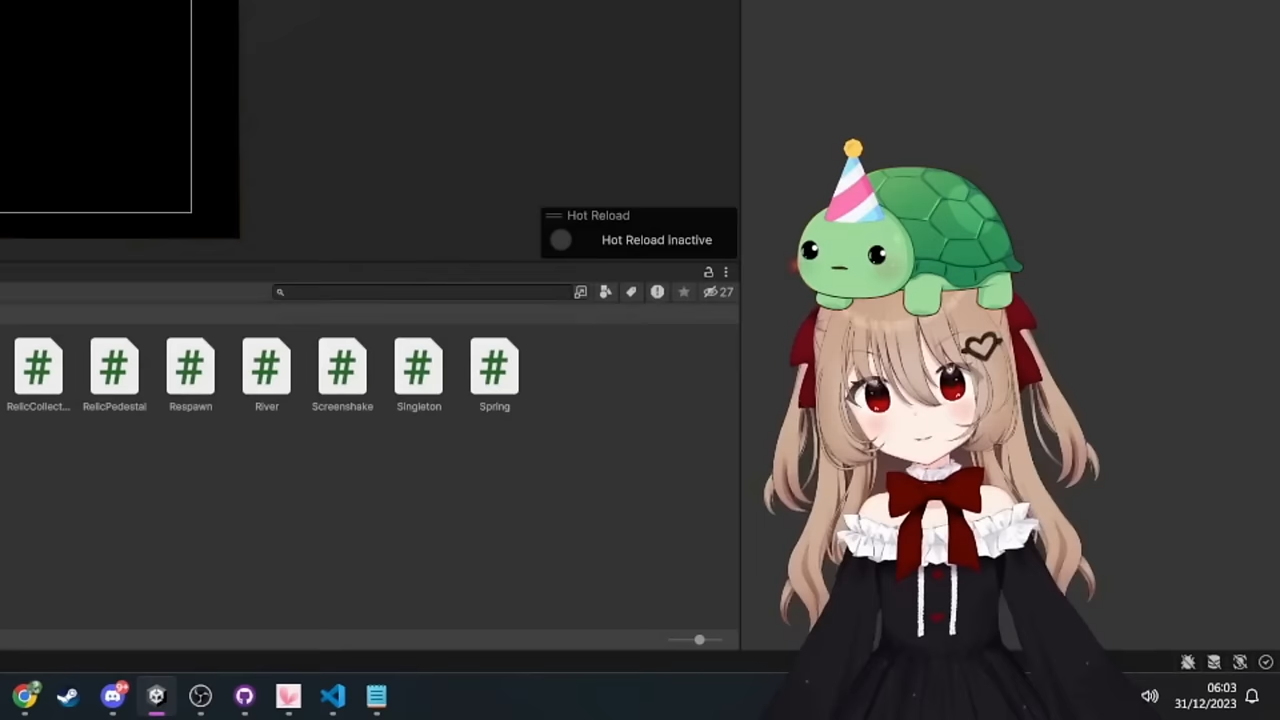 Hot Reload
Hot Reload Inactive
27
RelicCollect...
RelicPedestal
Respawn
River
Screenshake
Singleton
Spring
06:03
31/12/2023